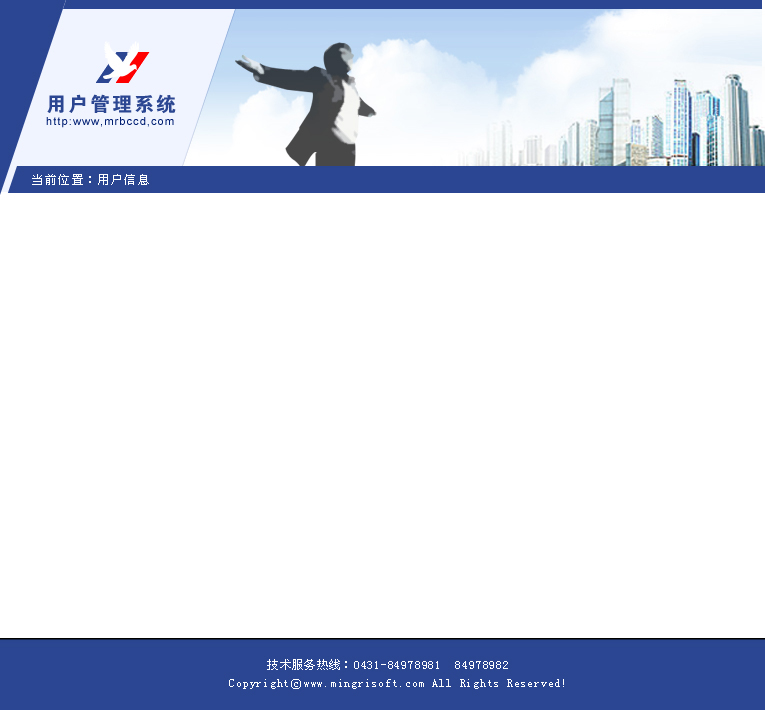 用户管理系统
http:www,mrbccd,com
当前位置：用户信息
技术服务热线：0431-84978981 84978982
Copyright@www.mingrisoft.com All Rights Reserved!